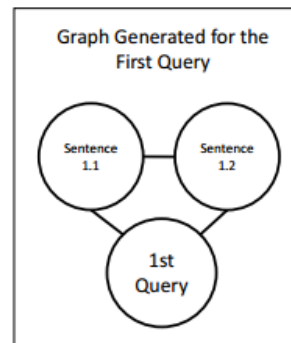 Graph Generated for the
First Query
Sentence
1.1
Sentence
1.2
1st
Query